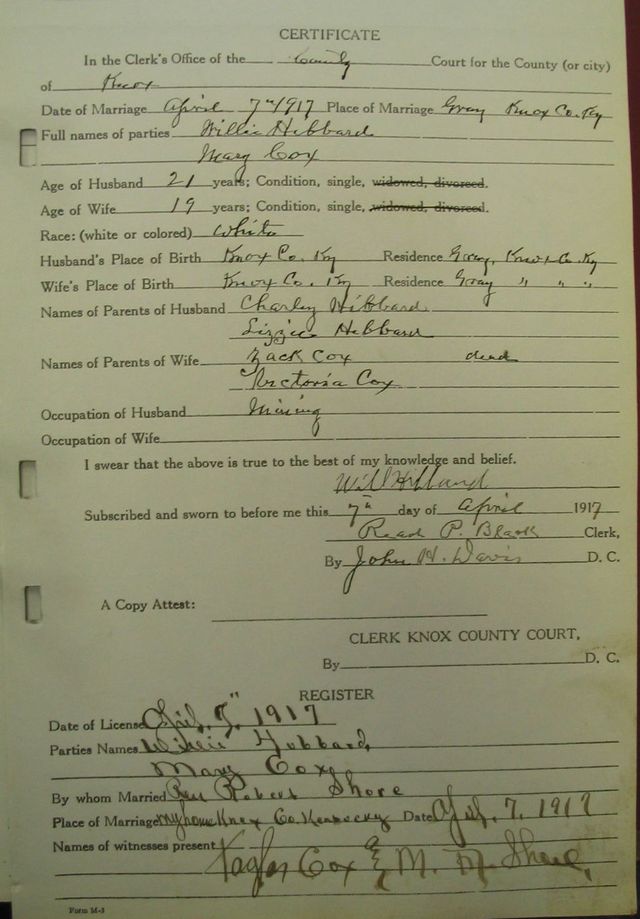 CERTIFICATE
In the Clerk's Office of the County Court for the County (or city)
of Knox
Date of Marriage April 7th 1917 Place of Marriage Gray Knox Co. Ky
Full names of parties Willie Hibbard
Mary Cox
Age of Husband 21 years; Condition, single, widowed, divorced.
Age of Wife 19 years; Condition, single, widowed, divorced.
Race: (white or colored) White
Husband's Place of Birth Knox Co. Ky Residence Gray, Knox Co. Ky
Wife's Place of Birth Knox Co. Ky Residence Gray " " "
Names of Parents of Husband Charley Hibbard
Lizzie Hibbard
Names of Parents of Wife Zack Cox dead
Victoria Cox
Occupation of Husband Mining
Occupation of Wife
I swear that the above is true to the best of my knowledge and belief.
Will Hibbard
Subscribed and sworn to before me this 7th day of April 1917
Read P. Black Clerk,
By John H. Davis D. C.
A Copy Attest:
CLERK KNOX COUNTY COURT,
By D. C.
REGISTER
Date of License 7" 1917
Parties Names Willie Hubbard,
Mary Cox
By whom Married Rev Robert Shore
Place of Marriage my house Knox Co. Kentucky Date 7, 1917
Names of witnesses present Cox & M. M.
Form M-3